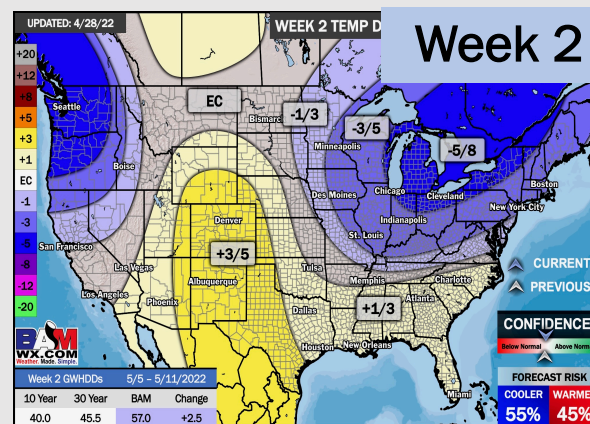 UPDATED: 4/28/22
WEEK 2 TEMP D
Week 2
+20
+12
+8
+5
+3
+1
EC
-1
-3
-5
-8
-12
-20
Seattle
EC
Bismarc
-1/3
-3/5
-5/8
Minneapolis
Boise
Boston
Des Moines
Chicago
Cleveland
New York City
Indianapolis
Denver
St. Louis
San Francisco
+3/5
Las Vegas
Tulsa
Memphis
Charlotte
Albuquerque
Los Angeles
Phoenix
+1/3
Atlanta
Dallas
Houston
New Orleans
Miami
CURRENT
PREVIOUS
CONFIDENCE
Below Normal
Above Norm
FORECAST RISK
COOLER
WARME
55%
45%
BAM
WX.COM
Weather. Made. Simple.
Week 2 GWHDDs 5/5 – 5/11/2022
10 Year 30 Year BAM Change
40.0 45.5 57.0 +2.5